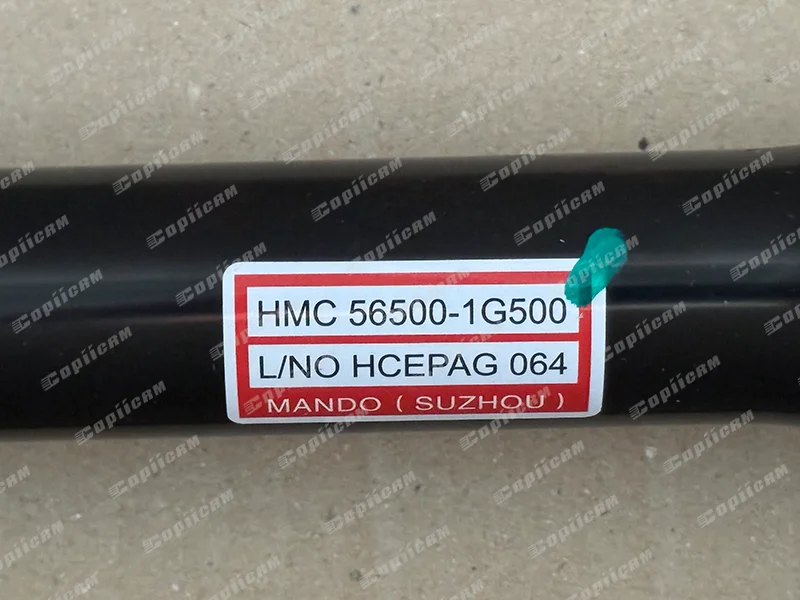 HMC 56500-1G500
L/NO HCEPAG 064
MANDO ( SUZHOU )
Copiicam